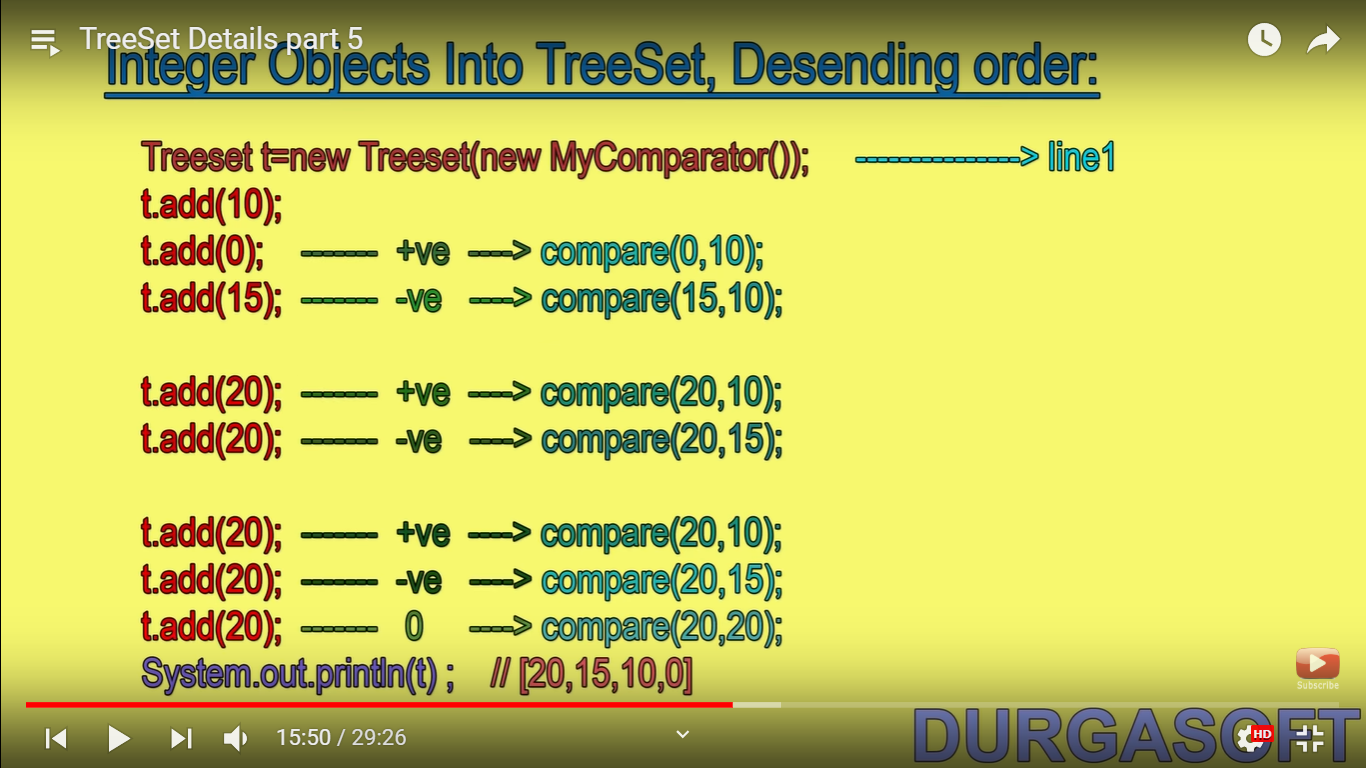 TreeSet Details part 5
Integer Objects Into TreeSet, Desending order:
Treeset t=new Treeset(new MyComparator()); ---------------> line1
t.add(10);
t.add(0); ------- +ve ----> compare(0,10);
t.add(15); ------- -ve ----> compare(15,10);
t.add(20); ------- +ve ----> compare(20,10);
t.add(20); ------- -ve ----> compare(20,15);
t.add(20); ------- +ve ----> compare(20,10);
t.add(20); ------- -ve ----> compare(20,15);
t.add(20); ------- 0 ----> compare(20,20);
System.out.println(t) ; // [20,15,10,0]
Subscribe
15:50 / 29:26
HD
DURGASOFT